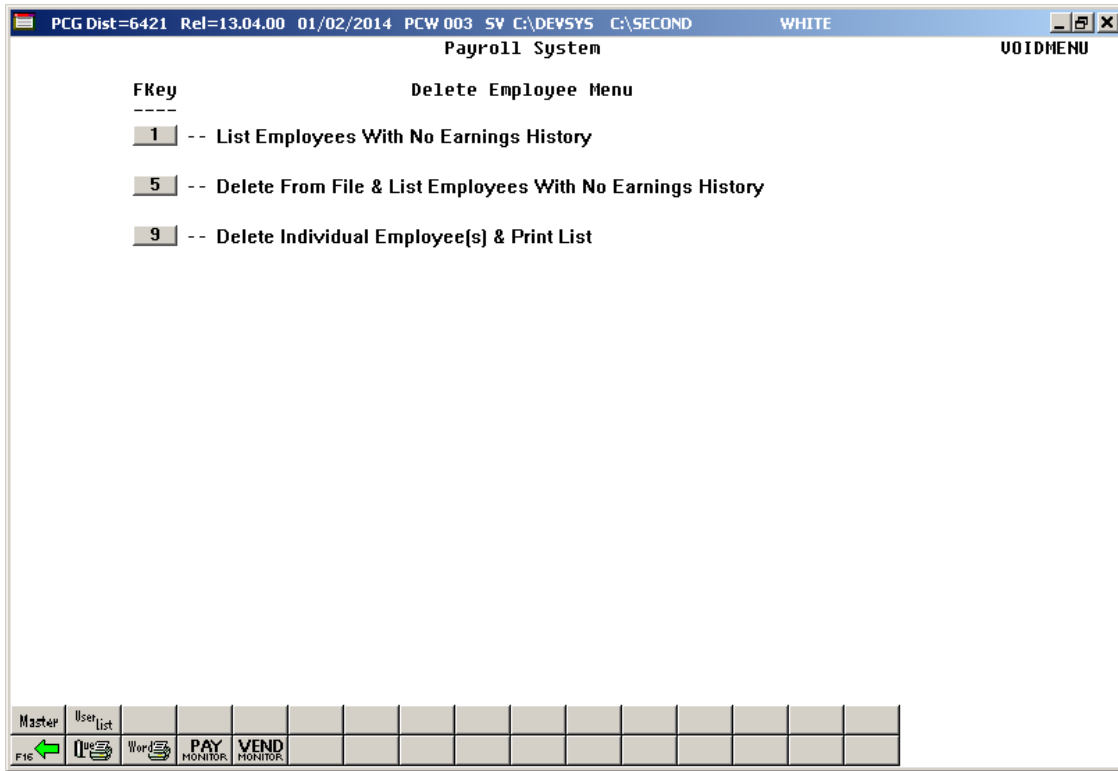 PCG Dist=6421 Rel=13.04.00 01/02/2014 PCW 003 SV C:\DEVSYS C:\SECOND WHITE
Payroll System VOIDMENU
FKey Delete Employee Menu
----
1 -- List Employees With No Earnings History
5 -- Delete From File & List Employees With No Earnings History
9 -- Delete Individual Employee(s) & Print List
Master User List
F16 Que Word PAY MONITOR VEND MONITOR